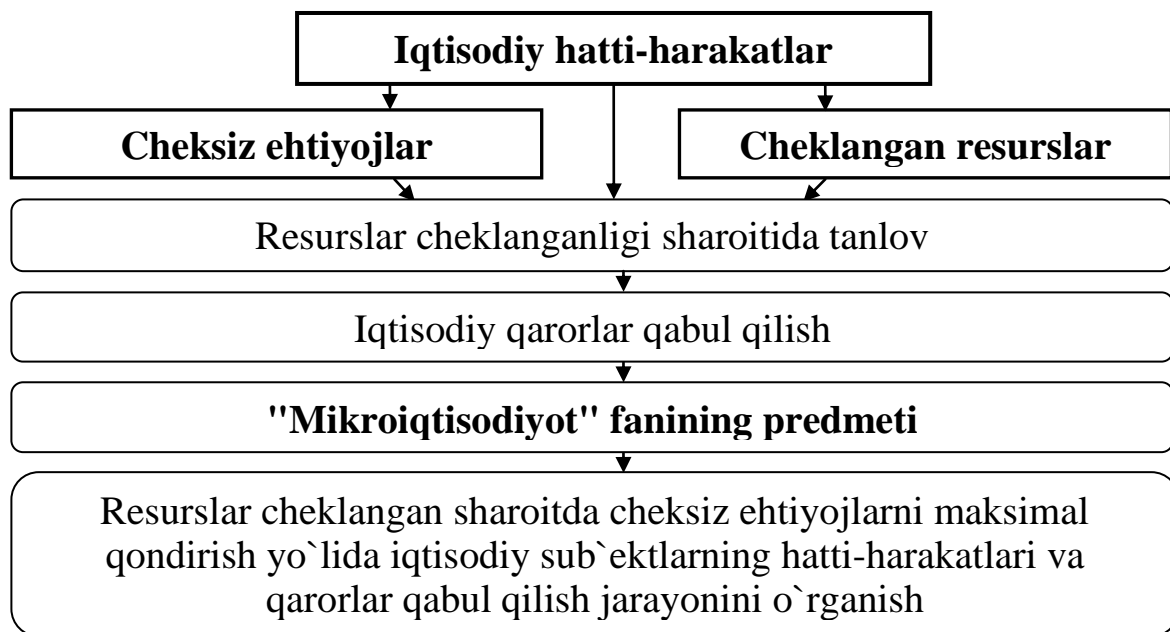 Iqtisodiy hatti-harakatlar
Cheksiz ehtiyojlar
Cheklangan resurslar
Resurslar cheklanganligi sharoitida tanlov
Iqtisodiy qarorlar qabul qilish
"Mikroiqtisodiyot" fanining predmeti
Resurslar cheklangan sharoitda cheksiz ehtiyojlarni maksimal
qondirish yo`lida iqtisodiy sub`ektlarning hatti-harakatlari va
qarorlar qabul qilish jarayonini o`rganish